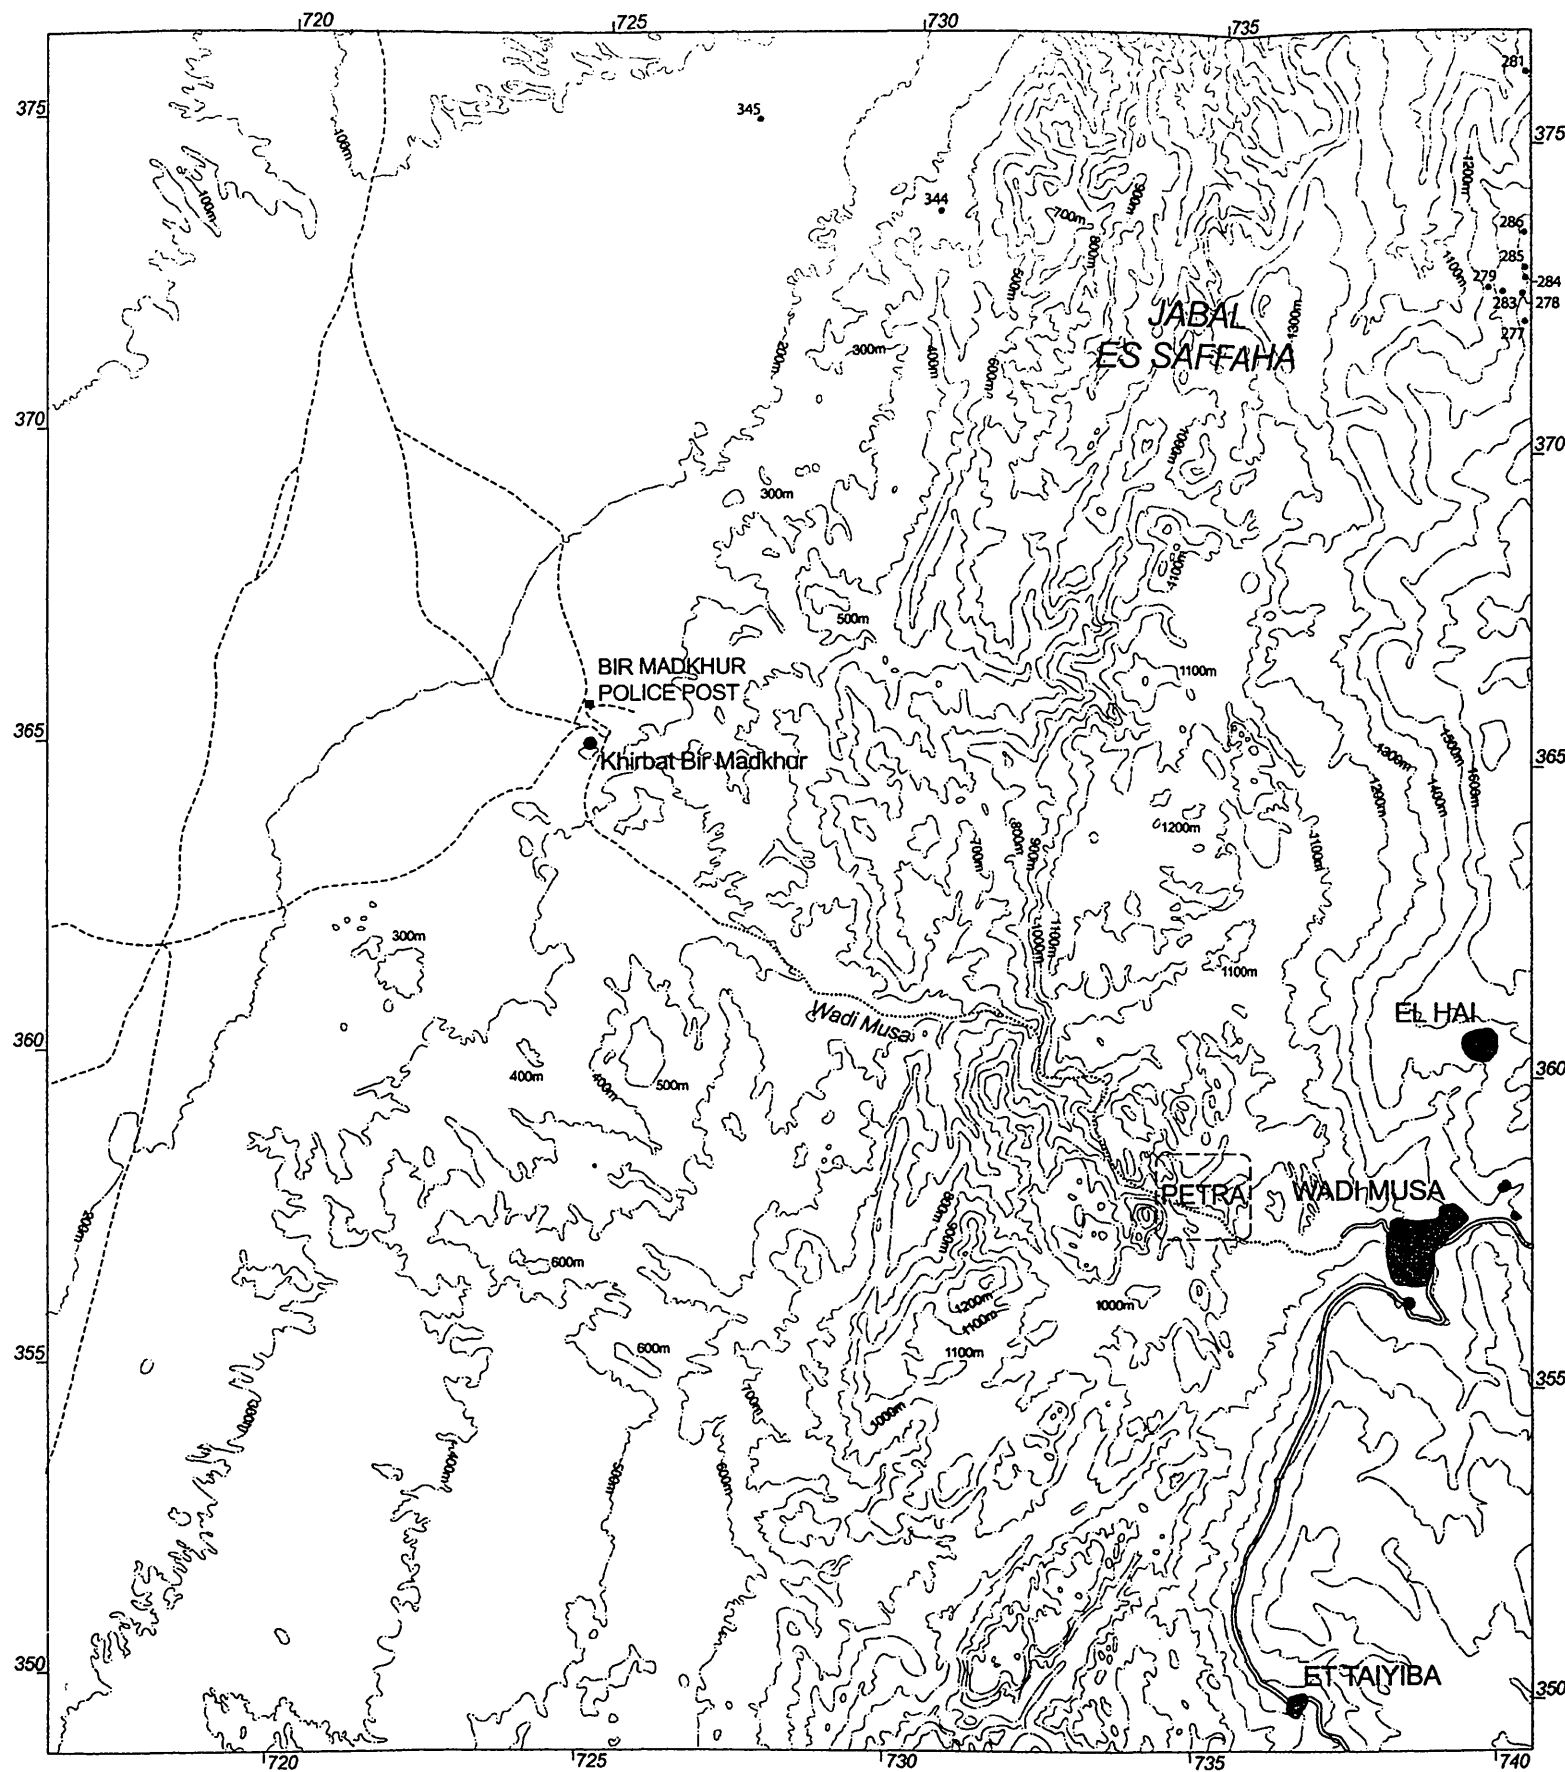 720
725
730
735
281
375
345
100m
375
100m
1200m
344
900m
700m
286
800m
285
1100m
279
500m
284
283
278
JABAL
1300m
277
ES SAFFAHA
200m
300m
400m
600m
370
1000m
370
300m
1100m
500m
BIR MADKHUR
POLICE POST
1100m
365
1300m
1300m
365
Khirbat Bir Madkhur
1600m
1200m
1400m
1200m
800m
900m
700m
1100m
300m
1000m
1100m
1100m
Wadi Musa
EL HAI
360
360
400m
400m
500m
PETRA
WADI MUSA
800m
200m
900m
600m
1200m
1000m
1100m
600m
1100m
355
355
700m
300m
1000m
400m
500m
600m
350
ET TAIYIBA
350
720
725
730
735
740